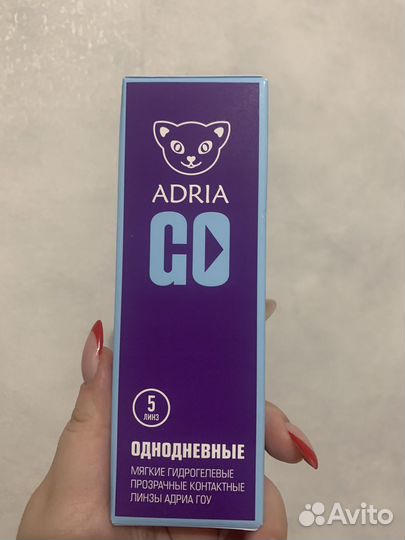 ADRIA
GO
5
ЛИНЗ
ОДНОДНЕВНЫЕ
МЯГКИЕ ГИДРОГЕЛЕВЫЕ
ПРОЗРАЧНЫЕ КОНТАКТНЫЕ
ЛИНЗЫ АДРИА ГОУ
Avito